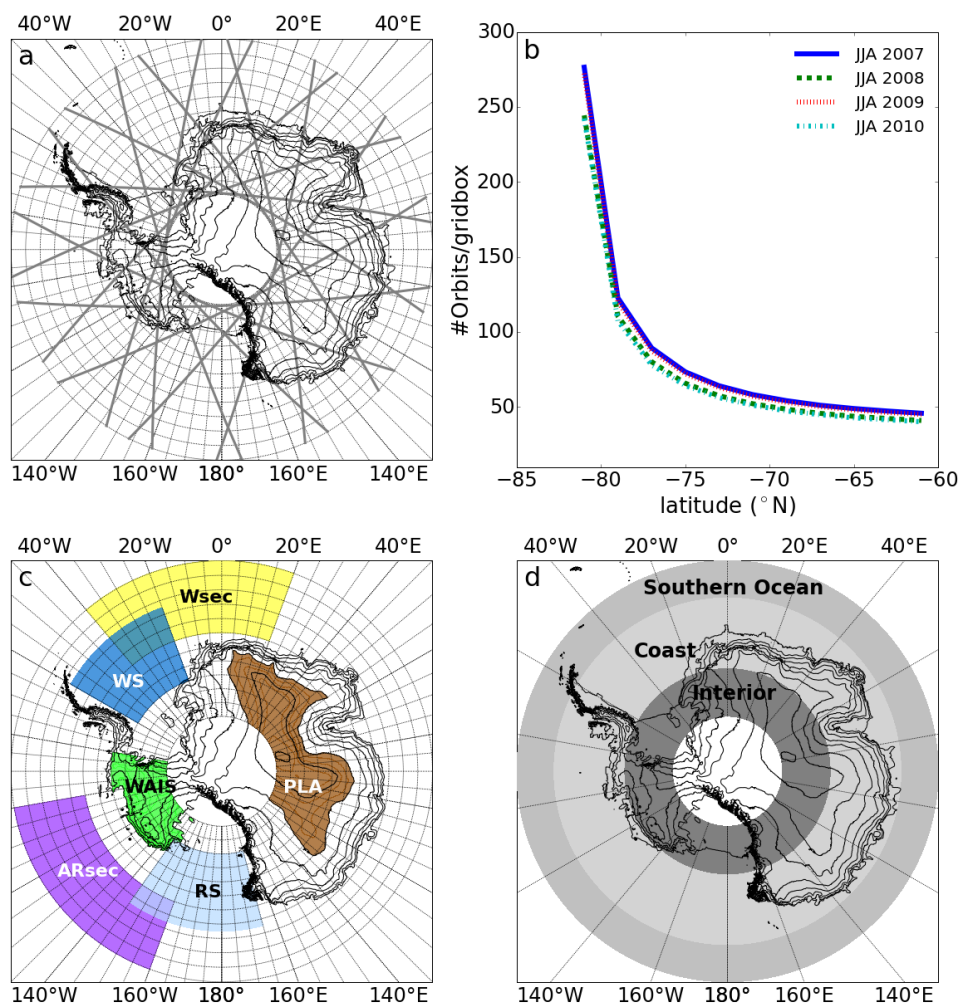 40°W 20°W 0° 20°E 40°E
a
140°W 160°W 180° 160°E 140°E
b
300
250
200
150
100
50
#Orbits/gridbox
JJA 2007
JJA 2008
JJA 2009
JJA 2010
−85 −80 −75 −70 −65 −60
latitude (°N)
40°W 20°W 0° 20°E 40°E
c
Wsec
WS
WAIS
PLA
ARsec
RS
140°W 160°W 180° 160°E 140°E
40°W 20°W 0° 20°E 40°E
d
Southern Ocean
Coast
Interior
140°W 160°W 180° 160°E 140°E